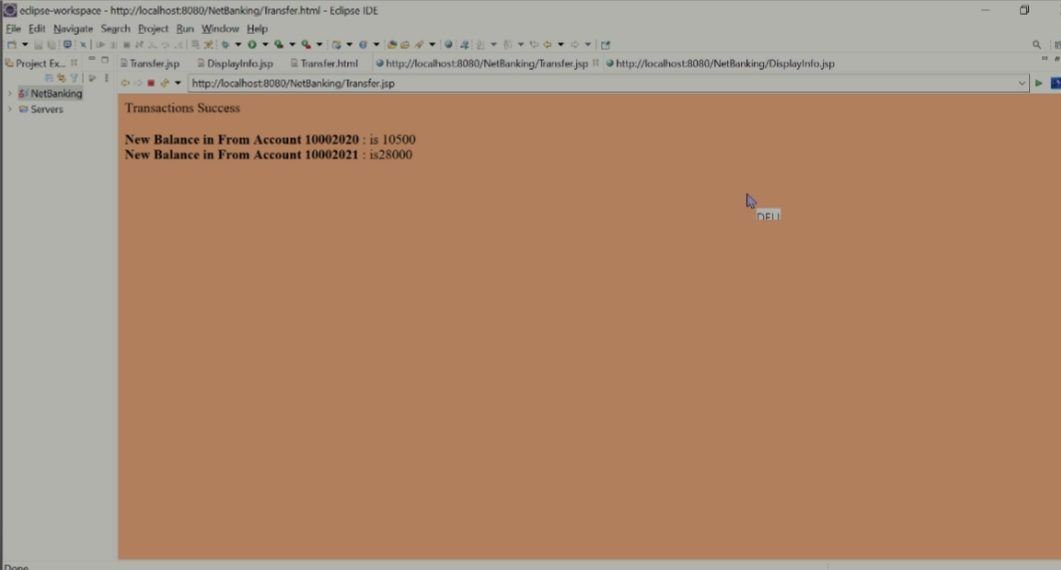 eclipse-workspace - http://localhost:8080/NetBanking/Transfer.html - Eclipse IDE
File Edit Navigate Search Project Run Window Help
Project Ex... Transfer.jsp DisplayInfo.jsp Transfer.html http://localhost:8080/NetBanking/Transfer.jsp http://localhost:8080/NetBanking/DisplayInfo.jsp
http://localhost:8080/NetBanking/Transfer.jsp
NetBanking
Servers
Transactions Success
New Balance in From Account 10002020 : is 10500
New Balance in From Account 10002021 : is28000
DELL
Done